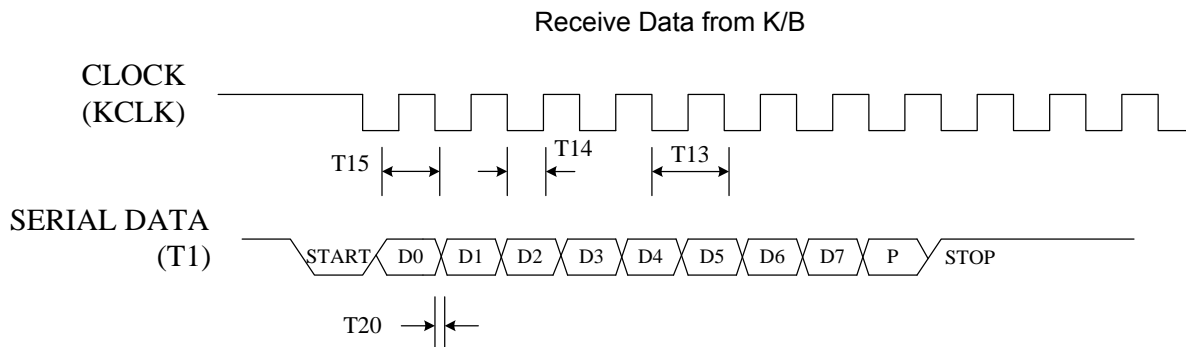 Receive Data from K/B
CLOCK
(KCLK)
T15
T14
T13
SERIAL DATA
(T1)
START D0 D1 D2 D3 D4 D5 D6 D7 P STOP
T20